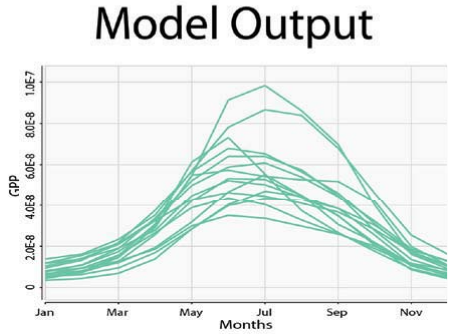 Model Output
1.0E-7
8.0E-8
6.0E-8
4.0E-8
2.0E-8
0
GPP
Jan Mar May Jul Sep Nov
Months